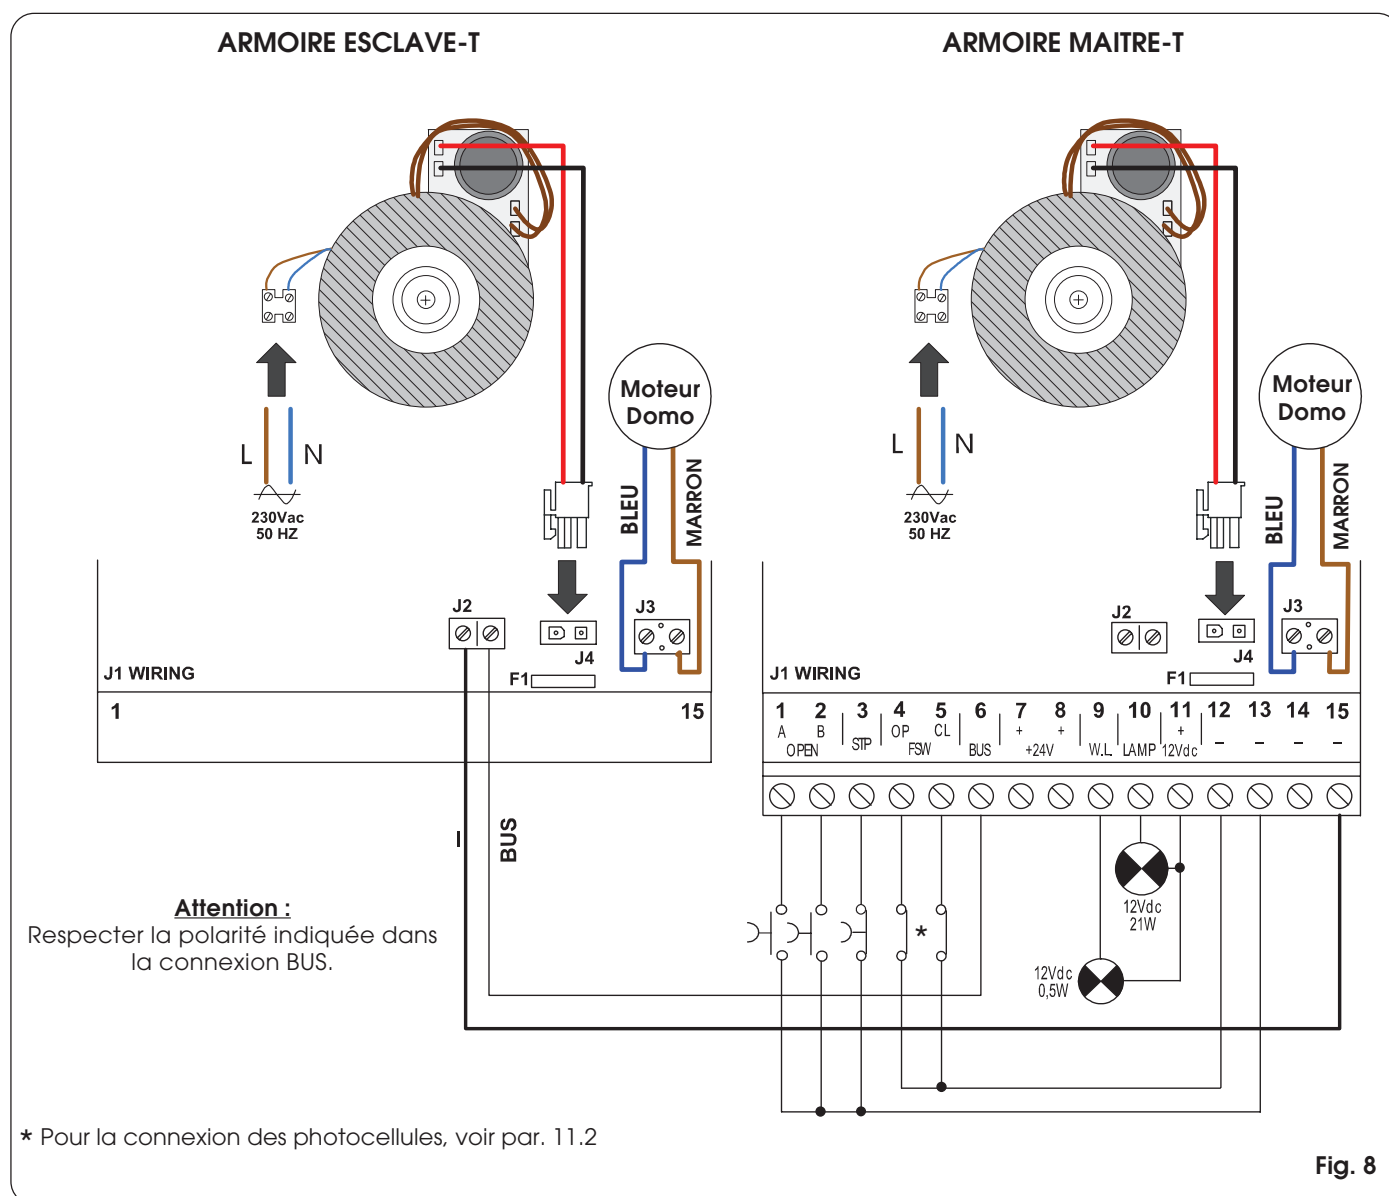 ARMOIRE ESCLAVE-T
ARMOIRE MAITRE-T
Moteur
Domo
L N
230Vac
50 HZ
BLEU
MARRON
J2
J3
J4
F1
J1 WIRING
1 15
I
BUS
Attention :
Respecter la polarité indiquée dans
la connexion BUS.
Moteur
Domo
L N
230Vac
50 HZ
BLEU
MARRON
J2
J3
J4
F1
J1 WIRING
1 2 3 4 5 6 7 8 9 10 11 12 13 14 15
A B STP OP CL + + + – – – –
OPEN FSW BUS +24V W.L. LAMP 12Vdc
*
12Vdc
21W
12Vdc
0,5W
* Pour la connexion des photocellules, voir par. 11.2
Fig. 8